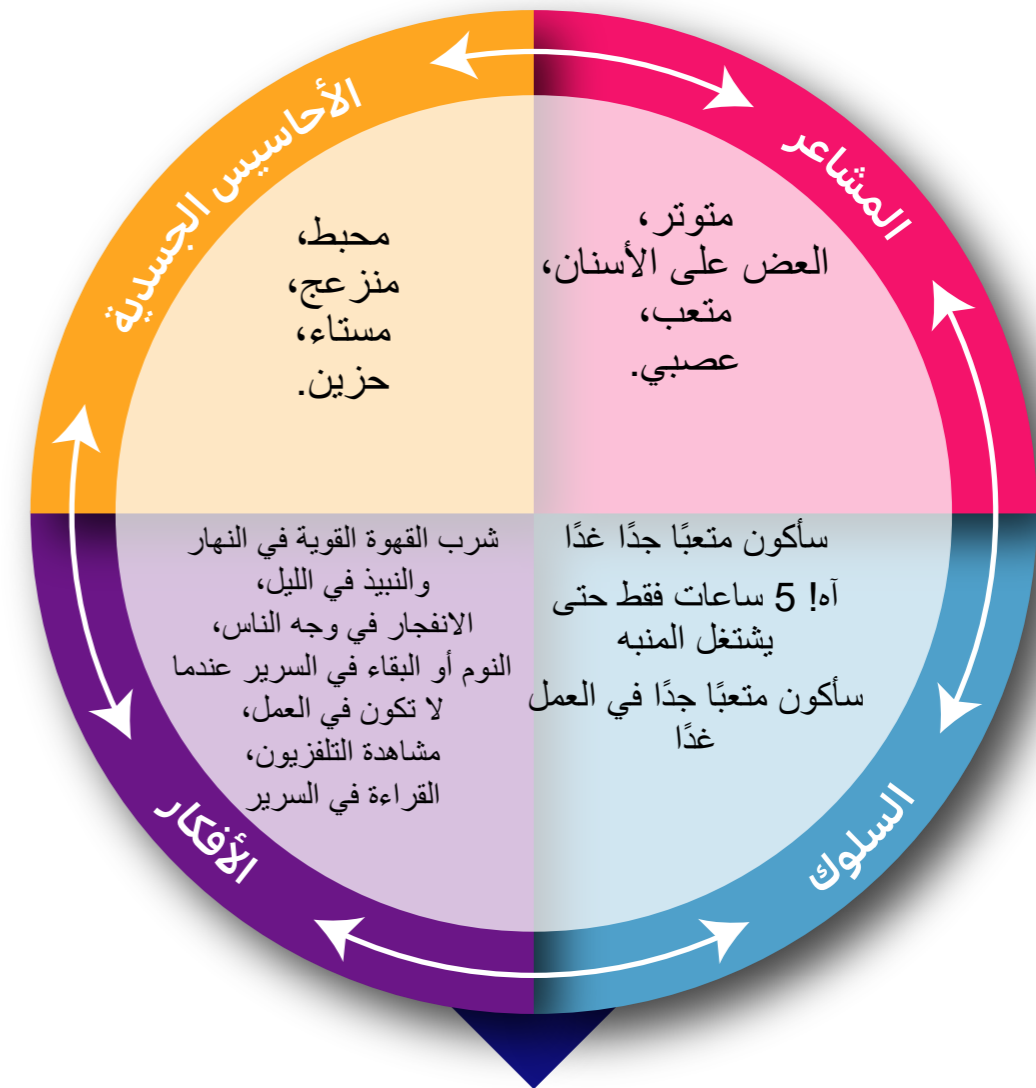 المشاعر
متوتر،
العض على الأسنان،
متعب،
عصبي.
الأحاسيس الجسدية
محبط،
منزعج،
مستاء،
حزين.
السلوك
سأكون متعبًا جدًا غدًا
آه! 5 ساعات فقط حتى
يشتغل المنبه
سأكون متعبًا جدًا في العمل
غدًا
الأفكار
شرب القهوة القوية في النهار
والنبيذ في الليل،
الانفجار في وجه الناس،
النوم أو البقاء في السرير عندما
لا تكون في العمل،
مشاهدة التلفزيون،
القراءة في السرير